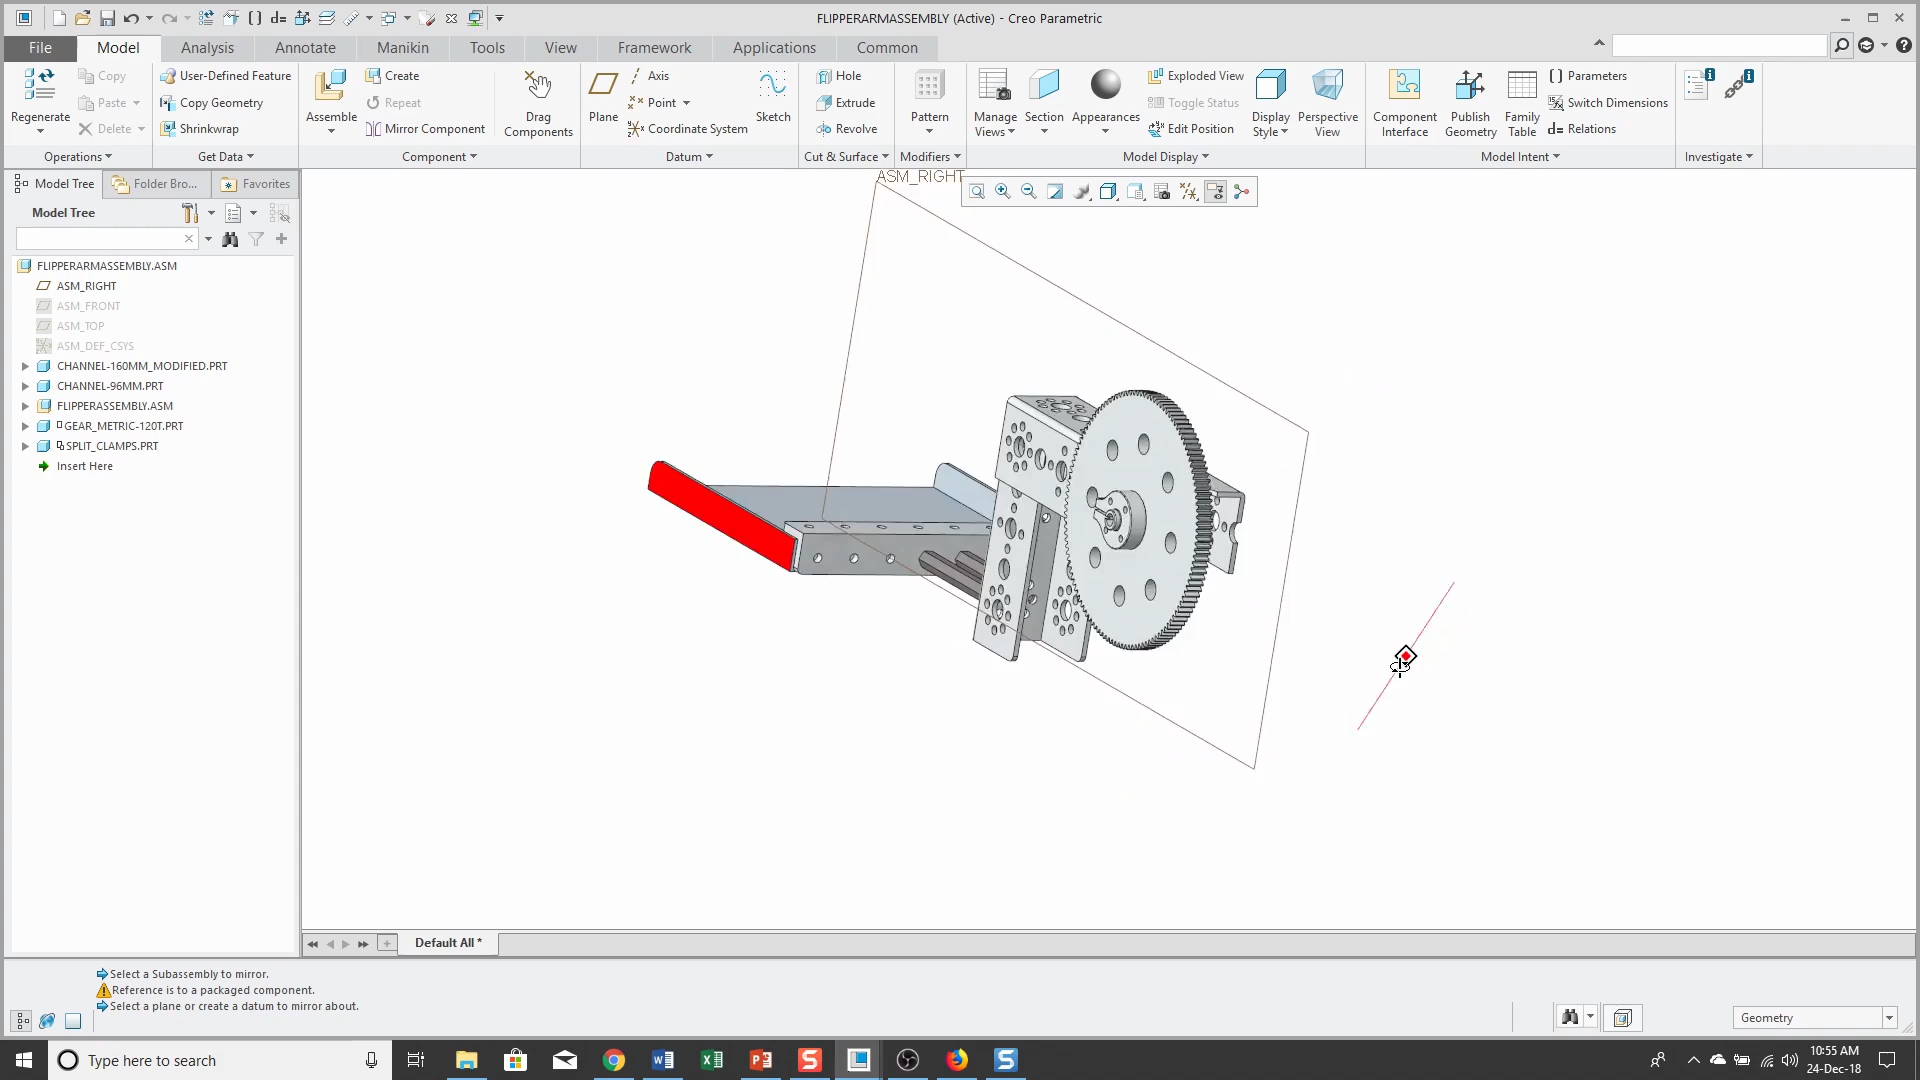 FLIPPERARMASSEMBLY (Active) - Creo Parametric
File Model Analysis Annotate Manikin Tools View Framework Applications Common
Regenerate
Copy
Paste
Delete
Operations
User-Defined Feature
Copy Geometry
Shrinkwrap
Get Data
Assemble
Create
Repeat
Mirror Component
Component
Drag
Components
Plane
Axis
Point
Coordinate System
Sketch
Datum
Hole
Extrude
Revolve
Cut & Surface
Pattern
Modifiers
Manage
Views
Section
Appearances
Exploded View
Toggle Status
Edit Position
Display
Style
Perspective
View
Model Display
Component
Interface
Publish
Geometry
Family
Table
Parameters
Switch Dimensions
Relations
Model Intent
Investigate
Model Tree Folder Bro... Favorites
Model Tree
FLIPPERARMASSEMBLY.ASM
ASM_RIGHT
ASM_FRONT
ASM_TOP
ASM_DEF_CSYS
CHANNEL-160MM_MODIFIED.PRT
CHANNEL-96MM.PRT
FLIPPERASSEMBLY.ASM
GEAR_METRIC-120T.PRT
SPLIT_CLAMPS.PRT
Insert Here
ASM_RIGHT
Default All *
Select a Subassembly to mirror.
Reference is to a packaged component.
Select a plane or create a datum to mirror about.
Geometry
Type here to search
10:55 AM
24-Dec-18